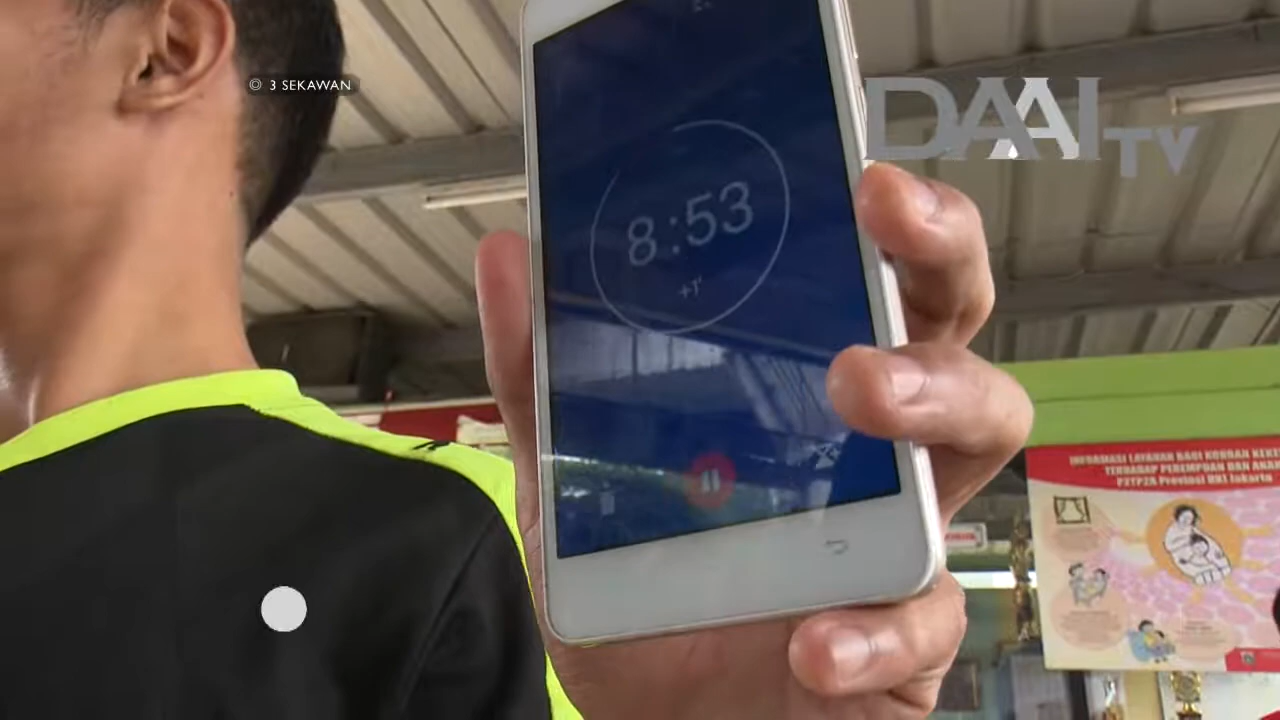 © 3 SEKAWAN
DAAI TV
8:53
+1'
INFORMASI LAYANAN BAGI KORBAN KEKE
TERHADAP PEREMPUAN DAN ANAK
P2TP2A Provinsi DKI Jakarta